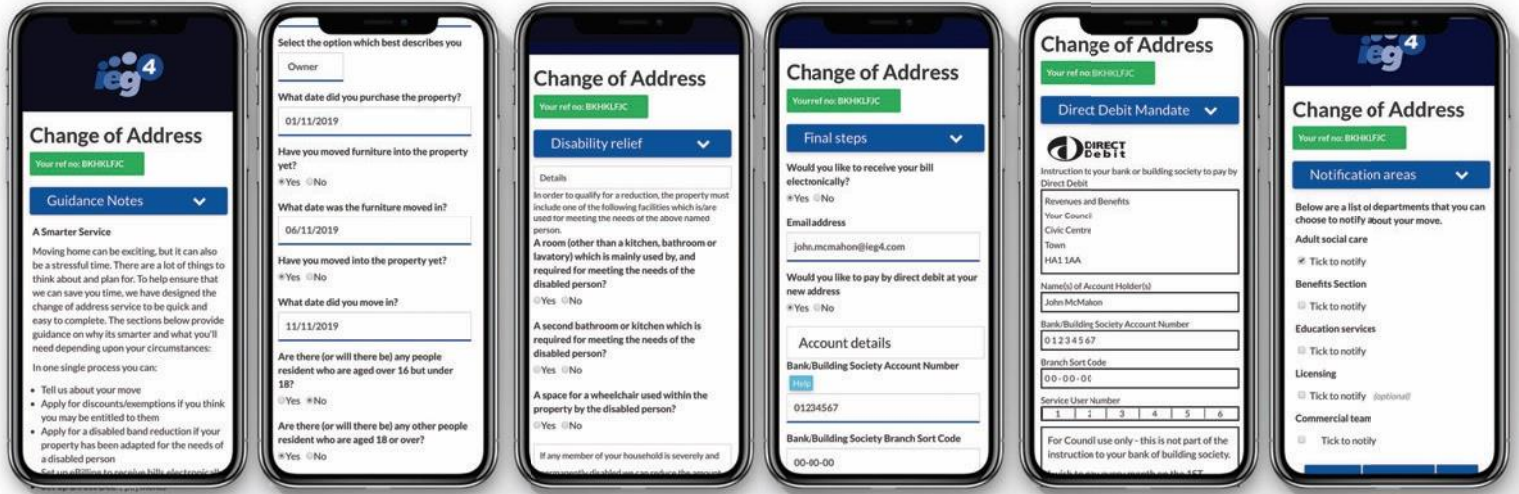 ieg4
Change of Address
Your ref no: BKHKLFJC
Guidance Notes
A Smarter Service
Moving home can be exciting, but it can also
be a stressful time. There are a lot of things to
think about and plan for. To help ensure that
we can save you time, we have designed the
change of address service to be quick and
easy to complete. The sections below provide
guidance on why its smarter and what you'll
need depending upon your circumstances:
In one single process you can:
• Tell us about your move
• Apply for discounts/exemptions if you think
you may be entitled to them
• Apply for a disabled band reduction if your
property has been adapted for the needs of
a disabled person
• Set up eBilling to receive bills electronically
Select the option which best describes you
Owner
What date did you purchase the property?
01/11/2019
Have you moved furniture into the property
yet?
Yes No
What date was the furniture moved in?
06/11/2019
Have you moved into the property yet?
Yes No
What date did you move in?
11/11/2019
Are there (or will there be) any people
resident who are aged over 16 but under
18?
Yes No
Are there (or will there be) any other people
resident who are aged 18 or over?
Yes No
Change of Address
Your ref no: BKHKLFJC
Disability relief
Details
In order to qualify for a reduction, the property must
include one of the following facilities which is/are
used for meeting the needs of the above named
person.
A room (other than a kitchen, bathroom or
lavatory) which is mainly used by, and
required for meeting the needs of the
disabled person?
Yes No
A second bathroom or kitchen which is
required for meeting the needs of the
disabled person?
Yes No
A space for a wheelchair used within the
property by the disabled person?
Yes No
If any member of your household is severely and
permanently disabled we can reduce the amount
Change of Address
Your ref no: BKHKLFJC
Final steps
Would you like to receive your bill
electronically?
Yes No
Email address
john.mcmahon@ieg4.com
Would you like to pay by direct debit at your
new address
Yes No
Account details
Bank/Building Society Account Number
Help
01234567
Bank/Building Society Branch Sort Code
00-00-00
Change of Address
Your ref no: BKHKLFJC
Direct Debit Mandate
DIRECT
Debit
Instruction to your bank or building society to pay by
Direct Debit
Revenues and Benefits
Your Council
Civic Centre
Town
HA1 1AA
Name(s) of Account Holder(s)
John McMahon
Bank/Building Society Account Number
01234567
Branch Sort Code
00-00-00
Service User Number
1 2 3 4 5 6
For Council use only - this is not part of the
instruction to your bank of building society.
ieg4
Change of Address
Your ref no: BKHKLFJC
Notification areas
Below are a list of departments that you can
choose to notify about your move.
Adult social care
Tick to notify
Benefits Section
Tick to notify
Education services
Tick to notify
Licensing
Tick to notify (optional)
Commercial team
Tick to notify